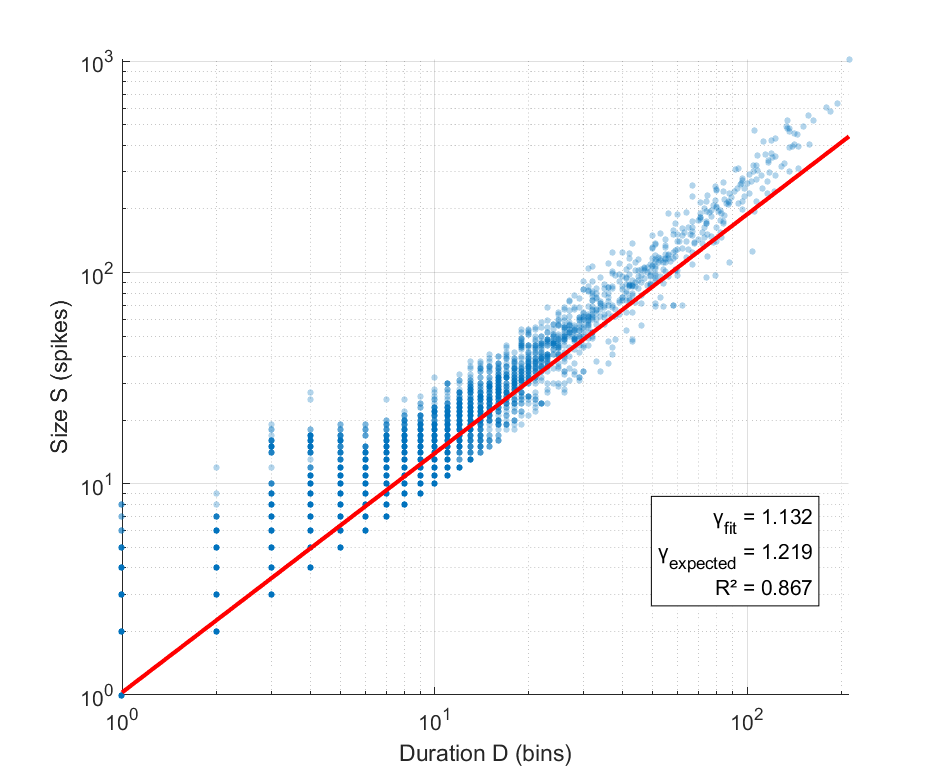 10³
10²
10¹
10⁰
Size S (spikes)
γfit = 1.132
γexpected = 1.219
R² = 0.867
10⁰
10¹
10²
Duration D (bins)